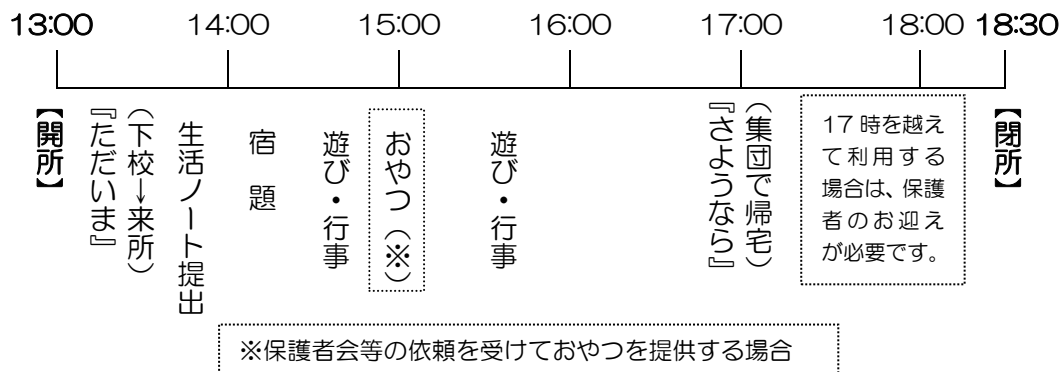 13:00 14:00 15:00 16:00 17:00 18:00 18:30
【開所】
『ただいま』
（下校→来所）
生活ノート提出
宿題
遊び・行事
おやつ（※）
遊び・行事
『さようなら』
（集団で帰宅）
17時を越え
て利用する
場合は、保護
者のお迎え
が必要です。
【閉所】
※保護者会等の依頼を受けておやつを提供する場合